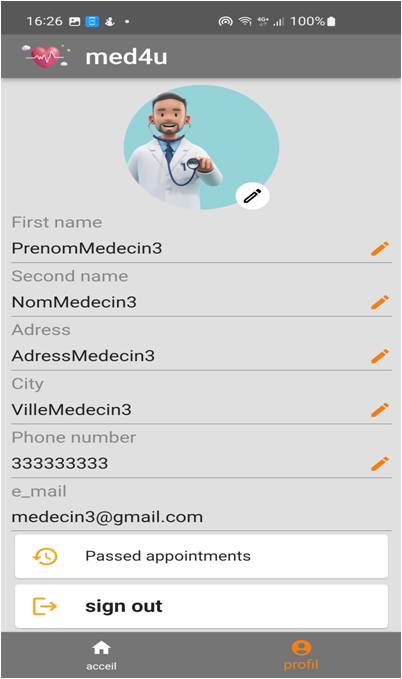 16:26 4G+ 100%
med4u
First name
PrenomMedecin3
Second name
NomMedecin3
Adress
AdressMedecin3
City
VilleMedecin3
Phone number
333333333
e_mail
medecin3@gmail.com
Passed appointments
sign out
acceil profil